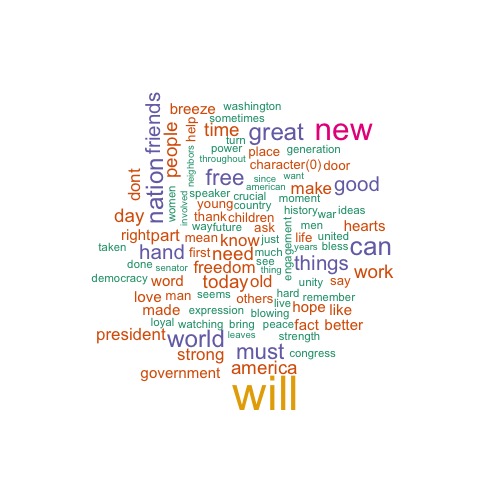 breeze washington
sometimes
friends
people
help
time
turn
great
new
power
place
generation
throughout
character(0) door
dont
nation
women
neighbors
involved
free
since
want
american
make
good
speaker
crucial
moment
young
country
history
war
ideas
day
thank
children
men
hearts
way
future
ask
rightpart
mean
know
just
life
united
taken
hand
first
need
much
engagement
years
bless
can
done
senator
freedom
see
thing
things
work
democracy
word
today
old
unity
say
love
man
seems
others
hard
live
remember
made
expression
blowing
hope
like
loyal
watching
bring
peace
fact
better
president
world
leaves
strength
strong
must
congress
government
america
will